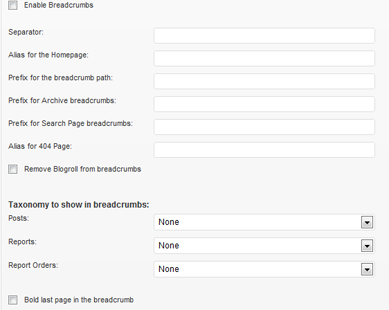 Enable Breadcrumbs
Separator:
Alias for the Homepage:
Prefix for the breadcrumb path:
Prefix for Archive breadcrumbs:
Prefix for Search Page breadcrumbs:
Alias for 404 Page:
Remove Blogroll from breadcrumbs
Taxonomy to show in breadcrumbs:
Posts: None
Reports: None
Report Orders: None
Bold last page in the breadcrumb